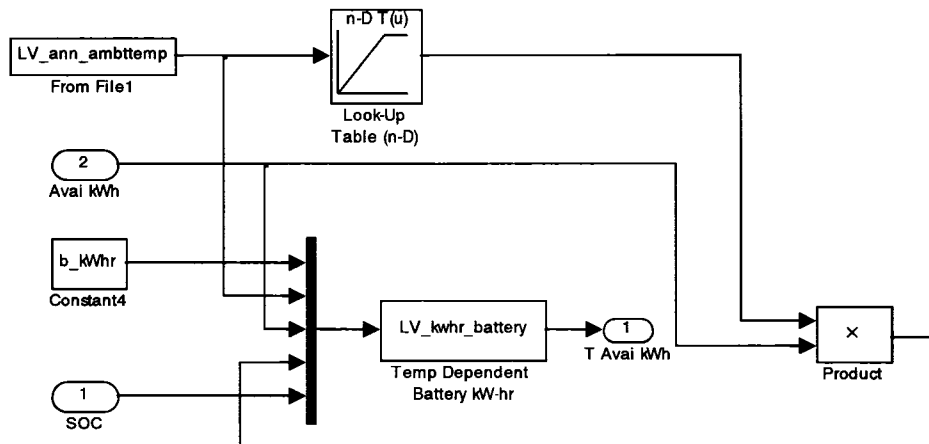 n-D T(u)
LV_ann_ambttemp
From File1
Look-Up
Table (n-D)
2
Avai kWh
b_kWhr
Constant4
LV_kwhr_battery
Temp Dependent
Battery kW-hr
1
T Avai kWh
×
Product
1
SOC